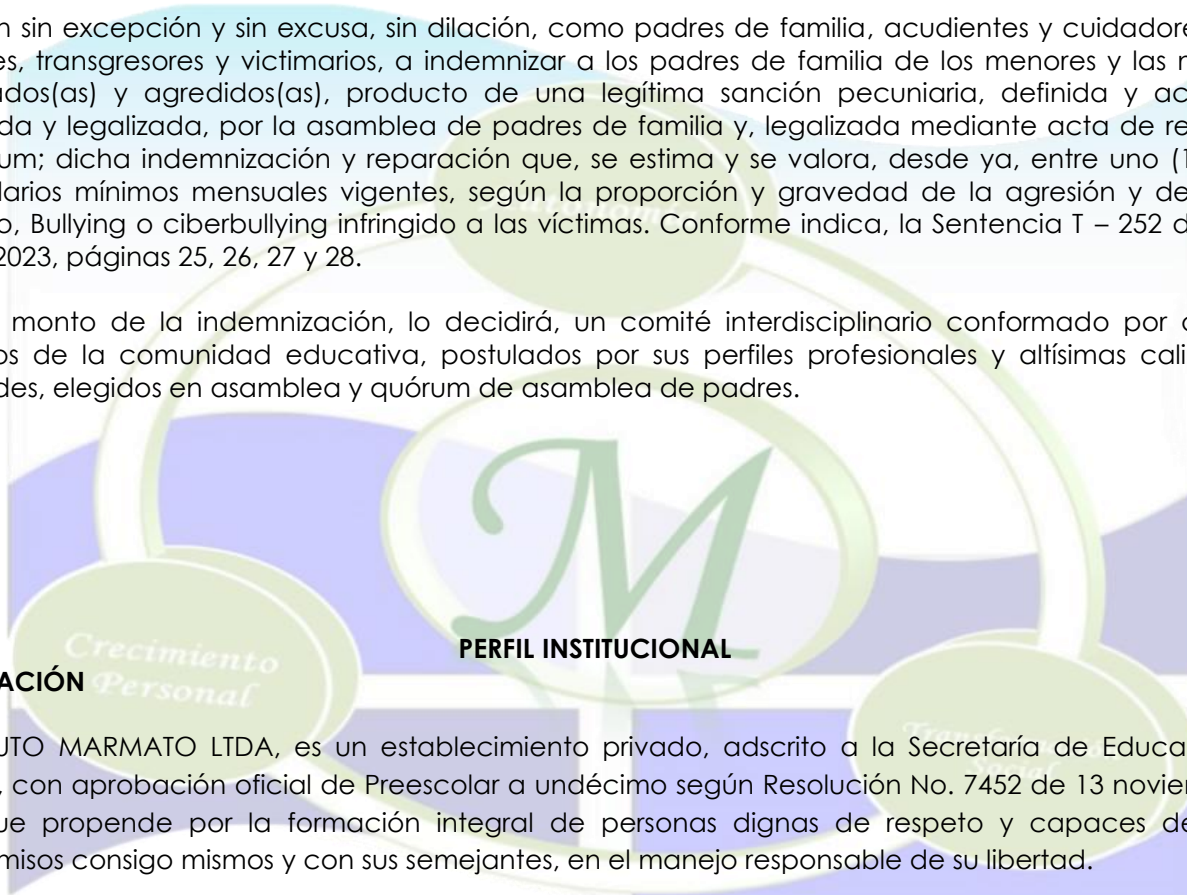 n sin excepción y sin excusa, sin dilación, como padres de familia, acudientes y cuidadore
es, transgresores y victimarios, a indemnizar a los padres de familia de los menores y las
ados(as) y agredidos(as), producto de una legítima sanción pecuniaria, definida y ac
da y legalizada, por la asamblea de padres de familia y, legalizada mediante acta de re
um; dicha indemnización y reparación que, se estima y se valora, desde ya, entre uno (1
larios mínimos mensuales vigentes, según la proporción y gravedad de la agresión y de
o, Bullying o ciberbullying infringido a las víctimas. Conforme indica, la Sentencia T – 252 d
2023, páginas 25, 26, 27 y 28.
monto de la indemnización, lo decidirá, un comité interdisciplinario conformado por
os de la comunidad educativa, postulados por sus perfiles profesionales y altísimas cali
des, elegidos en asamblea y quórum de asamblea de padres.
M
Crecimiento
Personal
PERFIL INSTITUCIONAL
ACIÓN
UTO MARMATO LTDA, es un establecimiento privado, adscrito a la Secretaría de Educa
, con aprobación oficial de Preescolar a undécimo según Resolución No. 7452 de 13 novie
ue propende por la formación integral de personas dignas de respeto y capaces de
misos consigo mismos y con sus semejantes, en el manejo responsable de su libertad.
Social